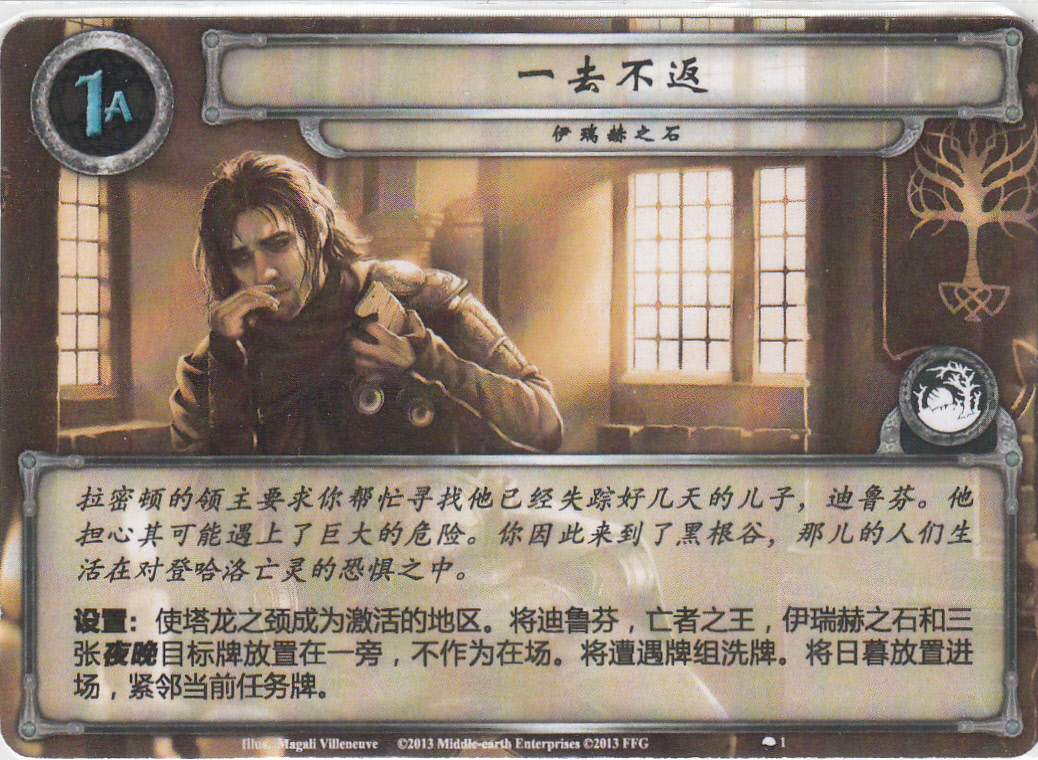 1A
一去不返
伊瑞赫之石
拉密顿的领主要求你帮忙寻找他已经失踪好几天的儿子，迪鲁芬。他
担心其可能遇上了巨大的危险。你因此来到了黑根谷，那儿的人们生
活在对登哈洛亡灵的恐惧之中。
设置：使塔龙之颈成为激活的地区。将迪鲁芬，亡者之王，伊瑞赫之石和三
张夜晚目标牌放置在一旁，不作为在场。将遭遇牌组洗牌。将日暮放置进
场，紧邻当前任务牌。
Illus. Magali Villeneuve ©2013 Middle-earth Enterprises ©2013 FFG 1